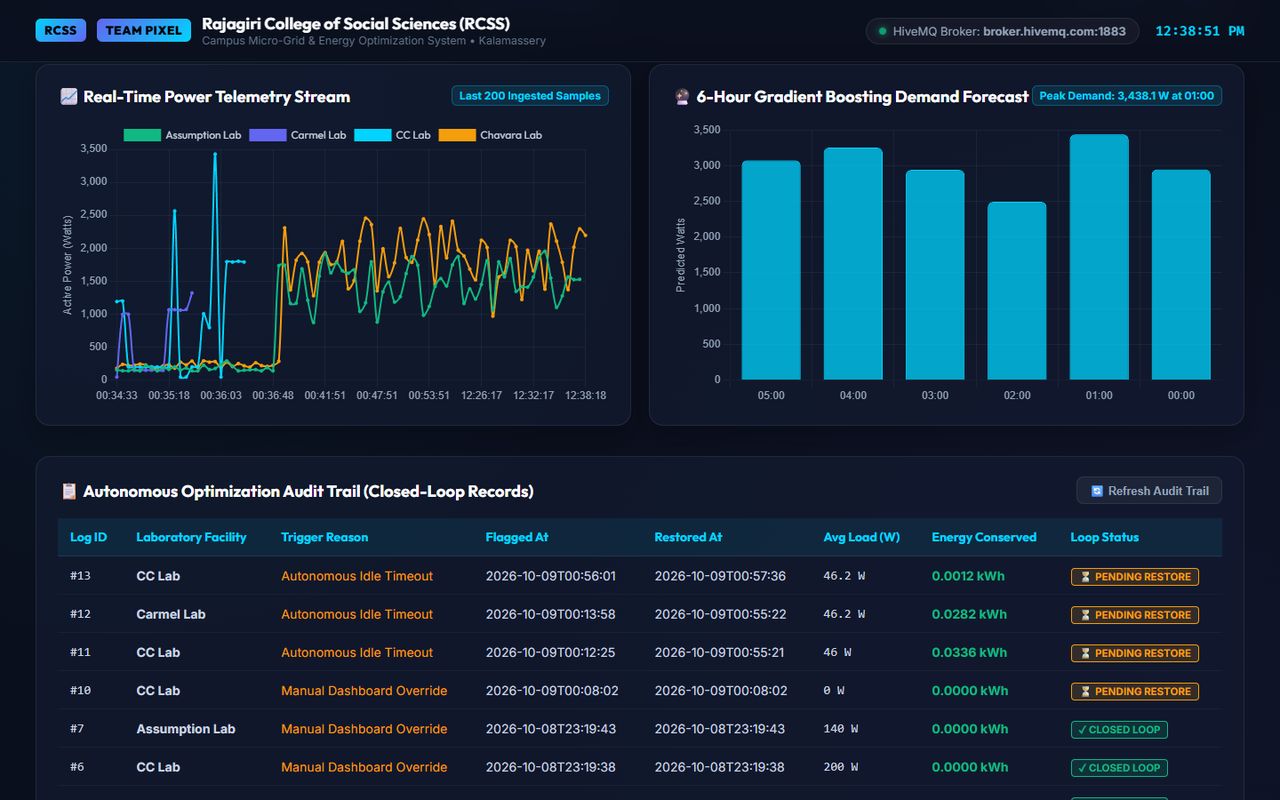 RCSS TEAM PIXEL Rajagiri College of Social Sciences (RCSS)
Campus Micro-Grid & Energy Optimization System • Kalamassery
HiveMQ Broker: broker.hivemq.com:1883 12:38:51 PM
Real-Time Power Telemetry Stream Last 200 Ingested Samples
Assumption Lab Carmel Lab CC Lab Chavara Lab
Active Power (Watts)
3,500
3,000
2,500
2,000
1,500
1,000
500
0
00:34:33 00:35:18 00:36:03 00:36:48 00:41:51 00:47:51 00:53:51 12:26:17 12:32:17 12:38:18
6-Hour Gradient Boosting Demand Forecast Peak Demand: 3,438.1 W at 01:00
Predicted Watts
3,500
3,000
2,500
2,000
1,500
1,000
500
0
05:00 04:00 03:00 02:00 01:00 00:00
Autonomous Optimization Audit Trail (Closed-Loop Records) Refresh Audit Trail
Log ID Laboratory Facility Trigger Reason Flagged At Restored At Avg Load (W) Energy Conserved Loop Status
#13 CC Lab Autonomous Idle Timeout 2026-10-09T00:56:01 2026-10-09T00:57:36 46.2 W 0.0012 kWh PENDING RESTORE
#12 Carmel Lab Autonomous Idle Timeout 2026-10-09T00:13:58 2026-10-09T00:55:22 46.2 W 0.0282 kWh PENDING RESTORE
#11 CC Lab Autonomous Idle Timeout 2026-10-09T00:12:25 2026-10-09T00:55:21 46 W 0.0336 kWh PENDING RESTORE
#10 CC Lab Manual Dashboard Override 2026-10-09T00:08:02 2026-10-09T00:08:02 0 W 0.0000 kWh PENDING RESTORE
#7 Assumption Lab Manual Dashboard Override 2026-10-08T23:19:43 2026-10-08T23:19:43 140 W 0.0000 kWh ✓ CLOSED LOOP
#6 CC Lab Manual Dashboard Override 2026-10-08T23:19:38 2026-10-08T23:19:38 200 W 0.0000 kWh ✓ CLOSED LOOP